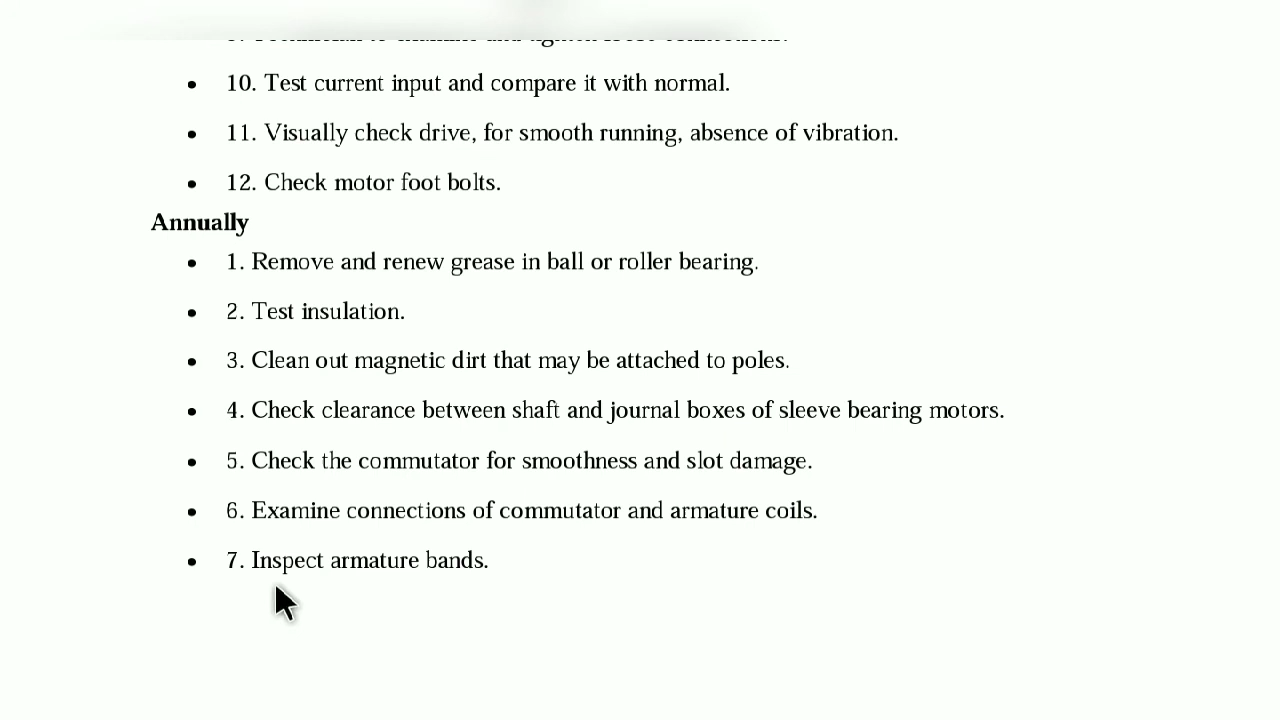 • 10. Test current input and compare it with normal.
• 11. Visually check drive, for smooth running, absence of vibration.
• 12. Check motor foot bolts.
Annually
• 1. Remove and renew grease in ball or roller bearing.
• 2. Test insulation.
• 3. Clean out magnetic dirt that may be attached to poles.
• 4. Check clearance between shaft and journal boxes of sleeve bearing motors.
• 5. Check the commutator for smoothness and slot damage.
• 6. Examine connections of commutator and armature coils.
• 7. Inspect armature bands.